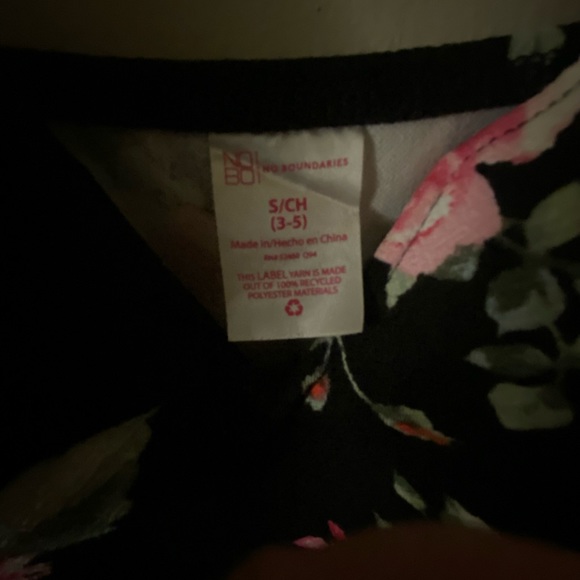 NO
BO
NO BOUNDARIES
S/CH
(3-5)
Made in/Hecho en China
THIS LABEL YARN IS MADE
OUT OF 100% RECYCLED
POLYESTER MATERIALS